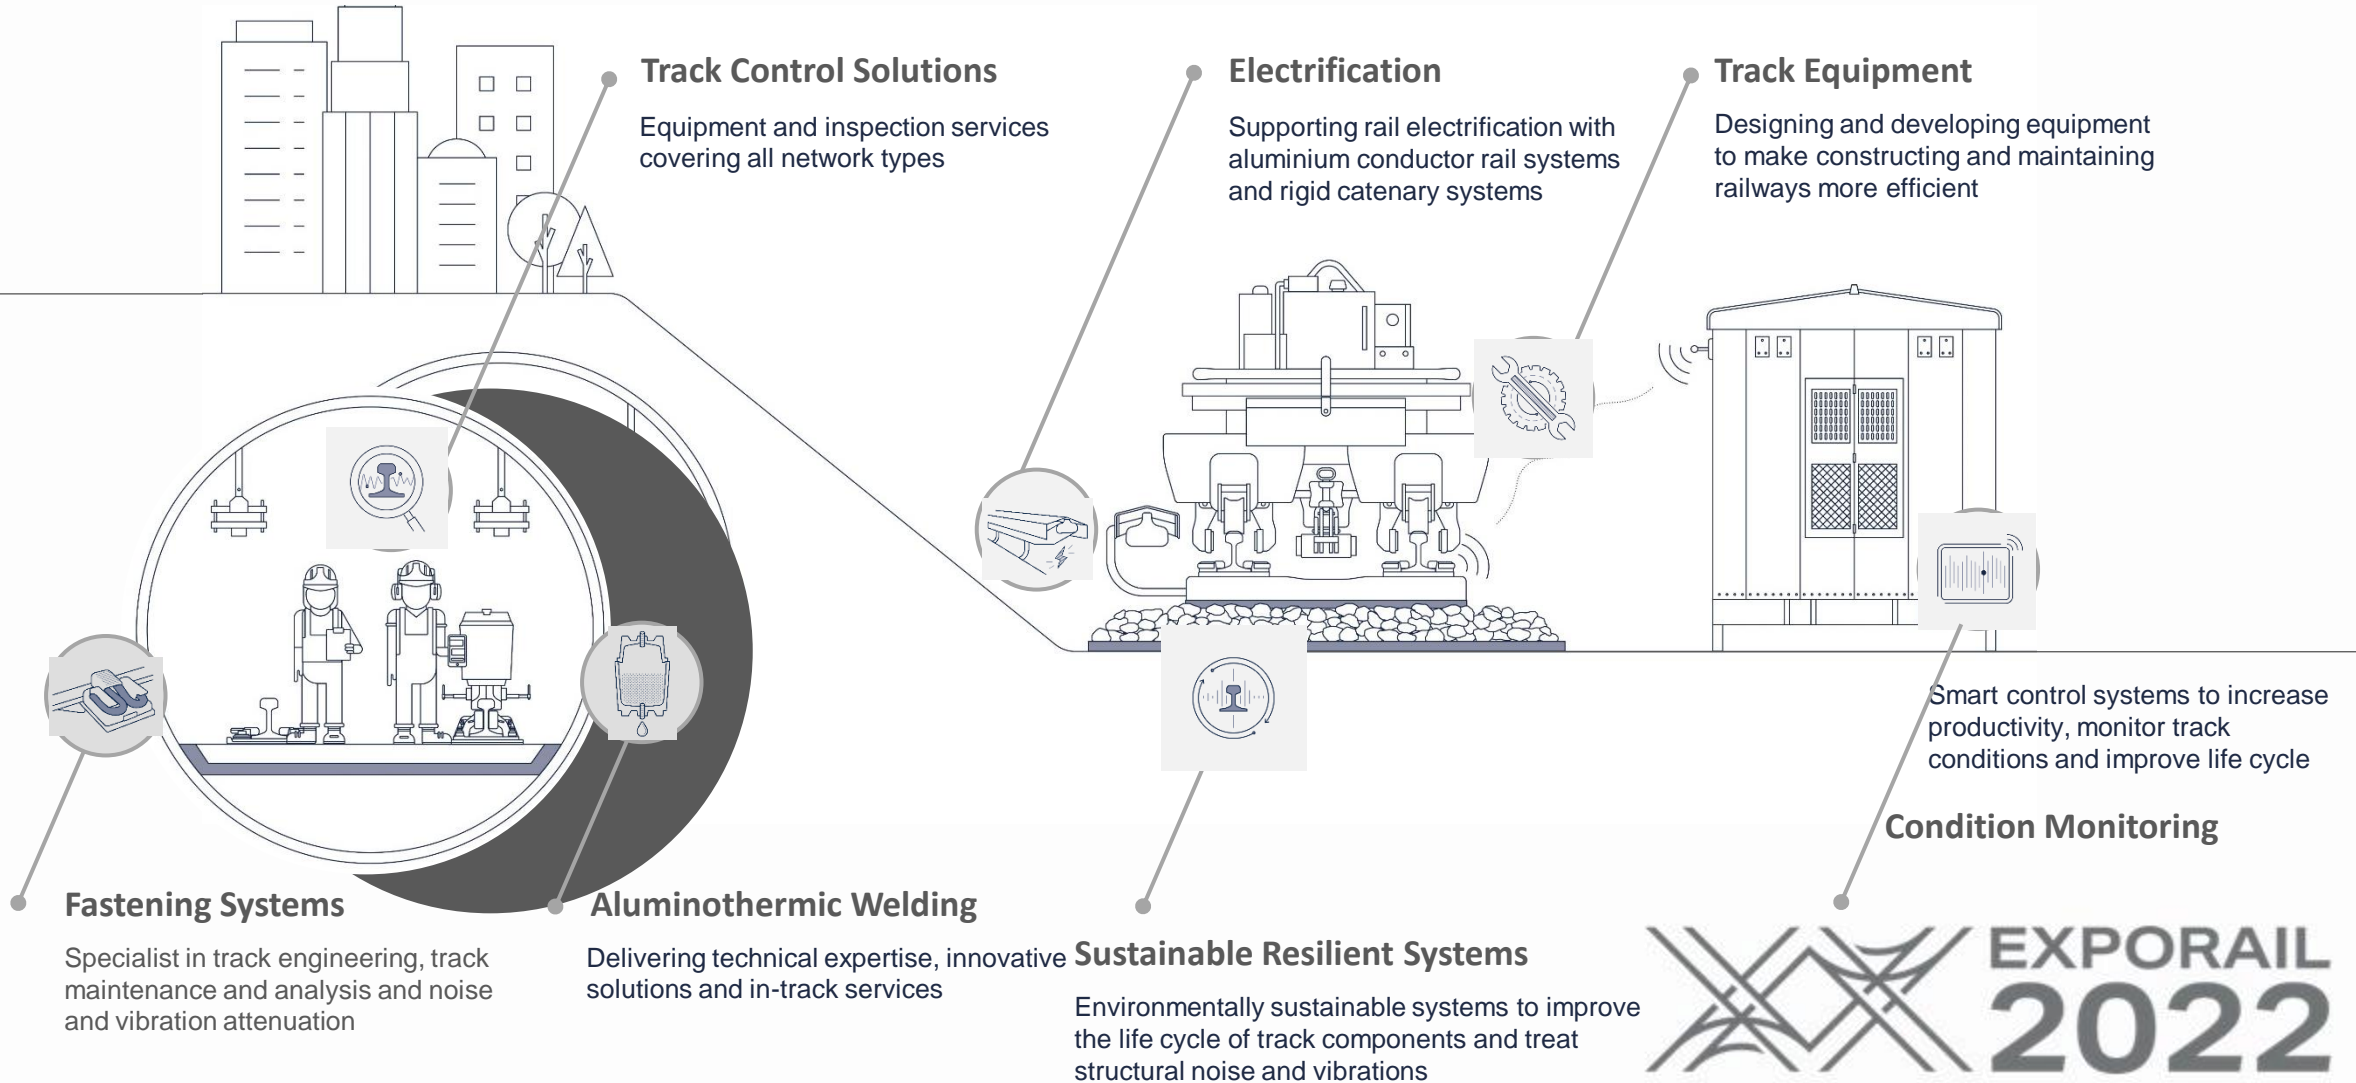 Track Control Solutions
Equipment and inspection services
covering all network types
Electrification
Supporting rail electrification with
aluminium conductor rail systems
and rigid catenary systems
Track Equipment
Designing and developing equipment
to make constructing and maintaining
railways more efficient
Smart control systems to increase
productivity, monitor track
conditions and improve life cycle
Condition Monitoring
Fastening Systems
Specialist in track engineering, track
maintenance and analysis and noise
and vibration attenuation
Aluminothermic Welding
Delivering technical expertise, innovative
solutions and in-track services
Sustainable Resilient Systems
Environmentally sustainable systems to improve
the life cycle of track components and treat
structural noise and vibrations
EXPORAIL
2022